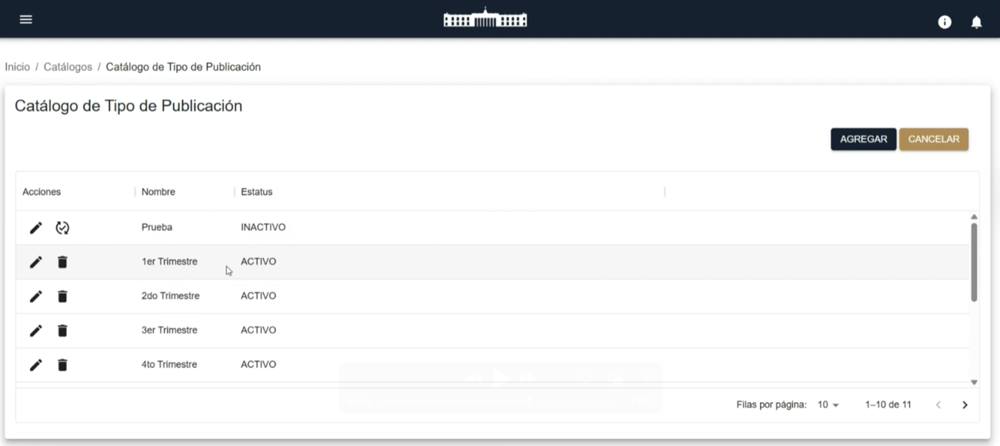 Inicio / Catálogos / Catálogo de Tipo de Publicación
Catálogo de Tipo de Publicación
AGREGAR CANCELAR
Acciones Nombre Estatus
Prueba INACTIVO
1er Trimestre ACTIVO
2do Trimestre ACTIVO
3er Trimestre ACTIVO
4to Trimestre ACTIVO
Filas por página: 10 1–10 de 11